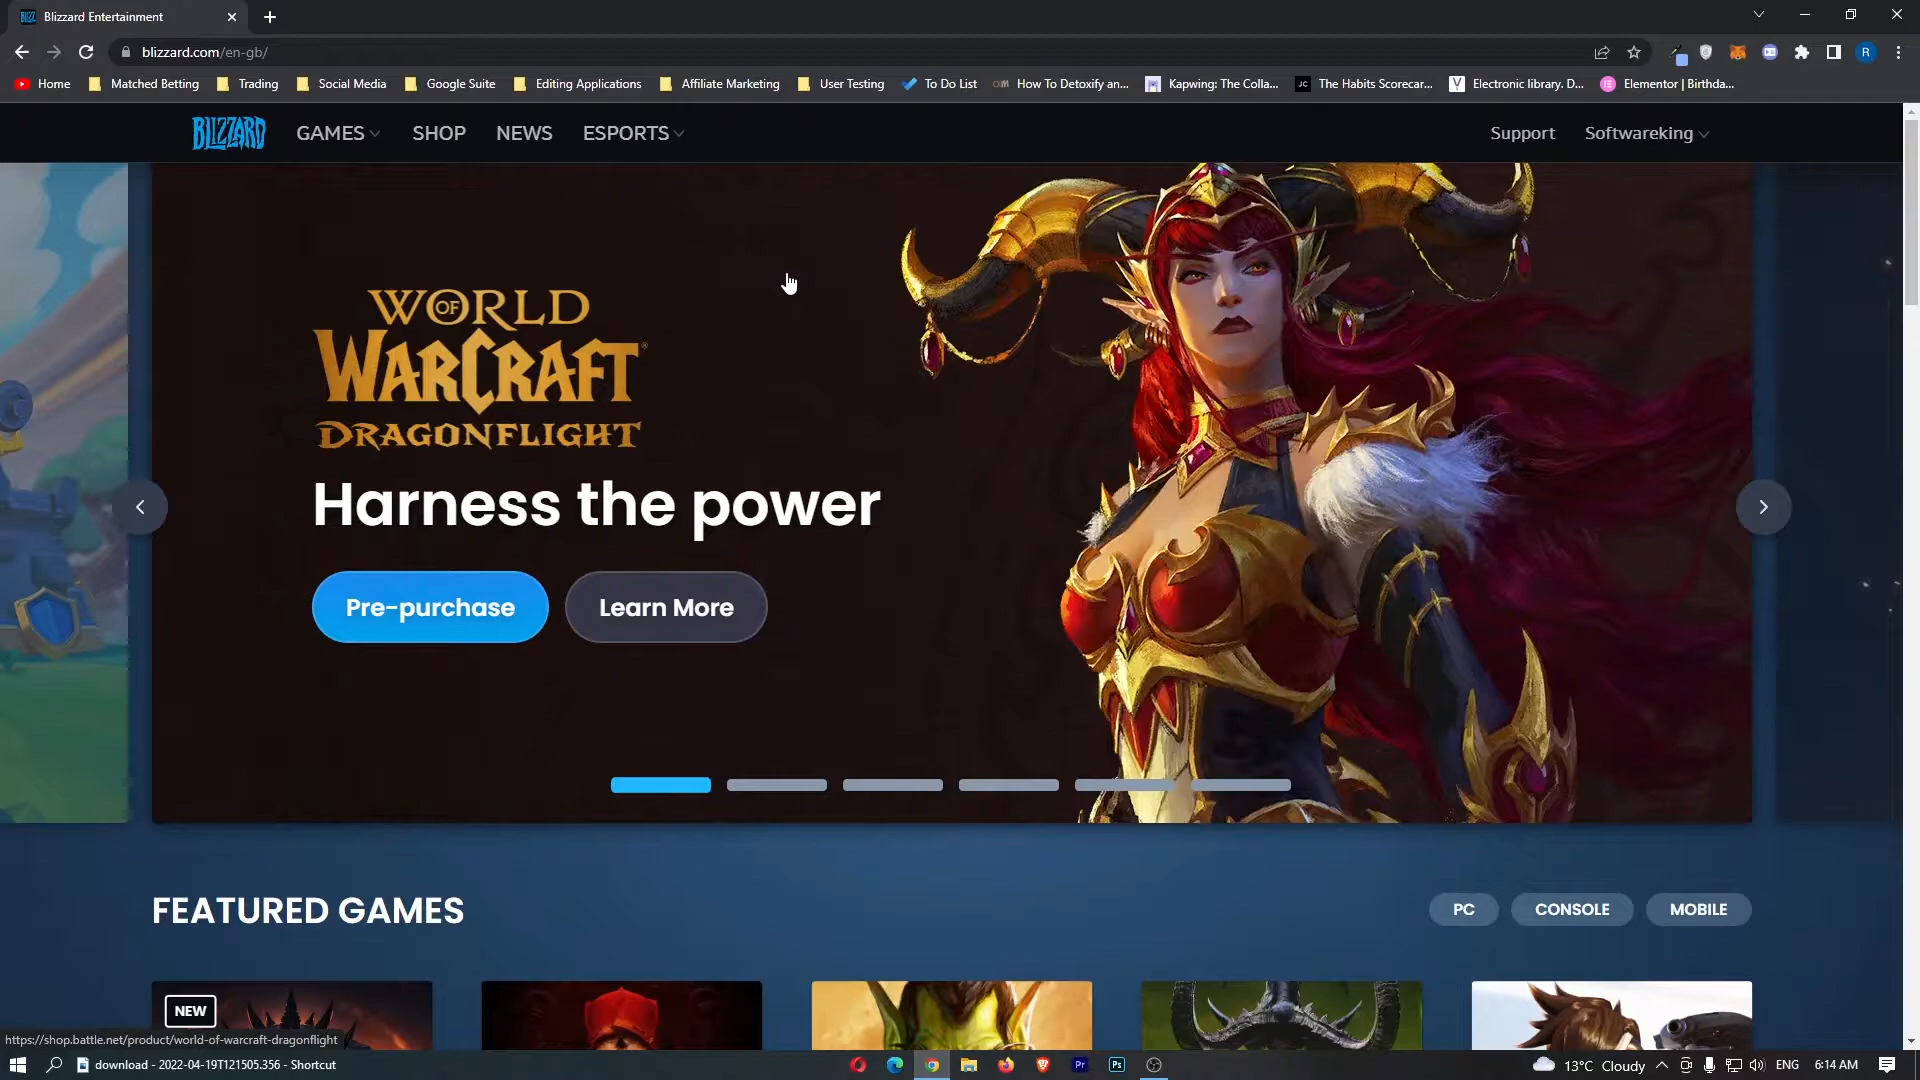 Blizzard Entertainment
blizzard.com/en-gb/
R
Home
Matched Betting
Trading
Social Media
Google Suite
Editing Applications
Affiliate Marketing
User Testing
To Do List
How To Detoxify an...
Kapwing: The Colla...
The Habits Scorecar...
Electronic library. D...
Elementor | Birthda...
BLIZZARD
GAMES
SHOP
NEWS
ESPORTS
Support
Softwareking
WORLD
OF
WARCRAFT
DRAGONFLIGHT
Harness the power
Pre-purchase
Learn More
FEATURED GAMES
PC
CONSOLE
MOBILE
NEW
https://shop.battle.net/product/world-of-warcraft-dragonflight
download - 2022-04-19T121505.356 - Shortcut
Pr
Ps
13°C Cloudy
ENG
6:14 AM